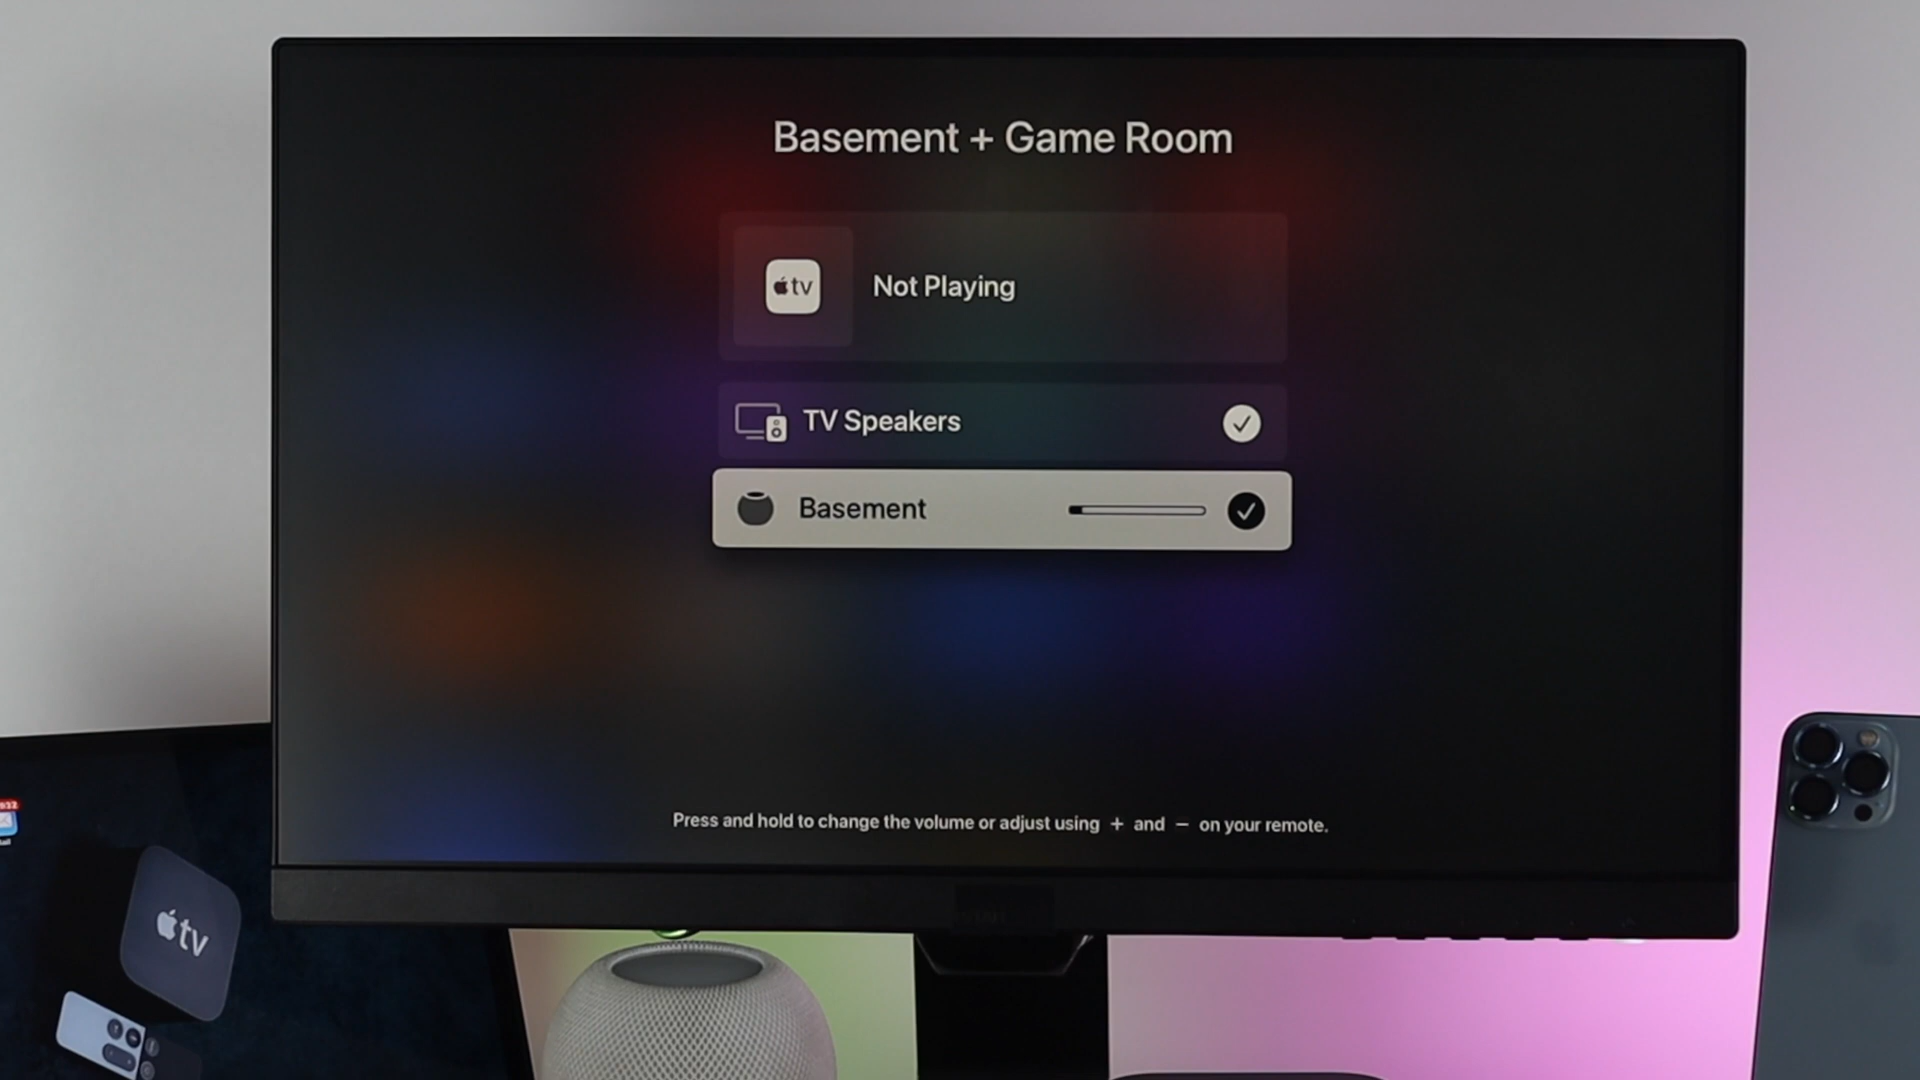 Basement + Game Room
tv
Not Playing
TV Speakers
Basement
Press and hold to change the volume or adjust using + and − on your remote.
tv